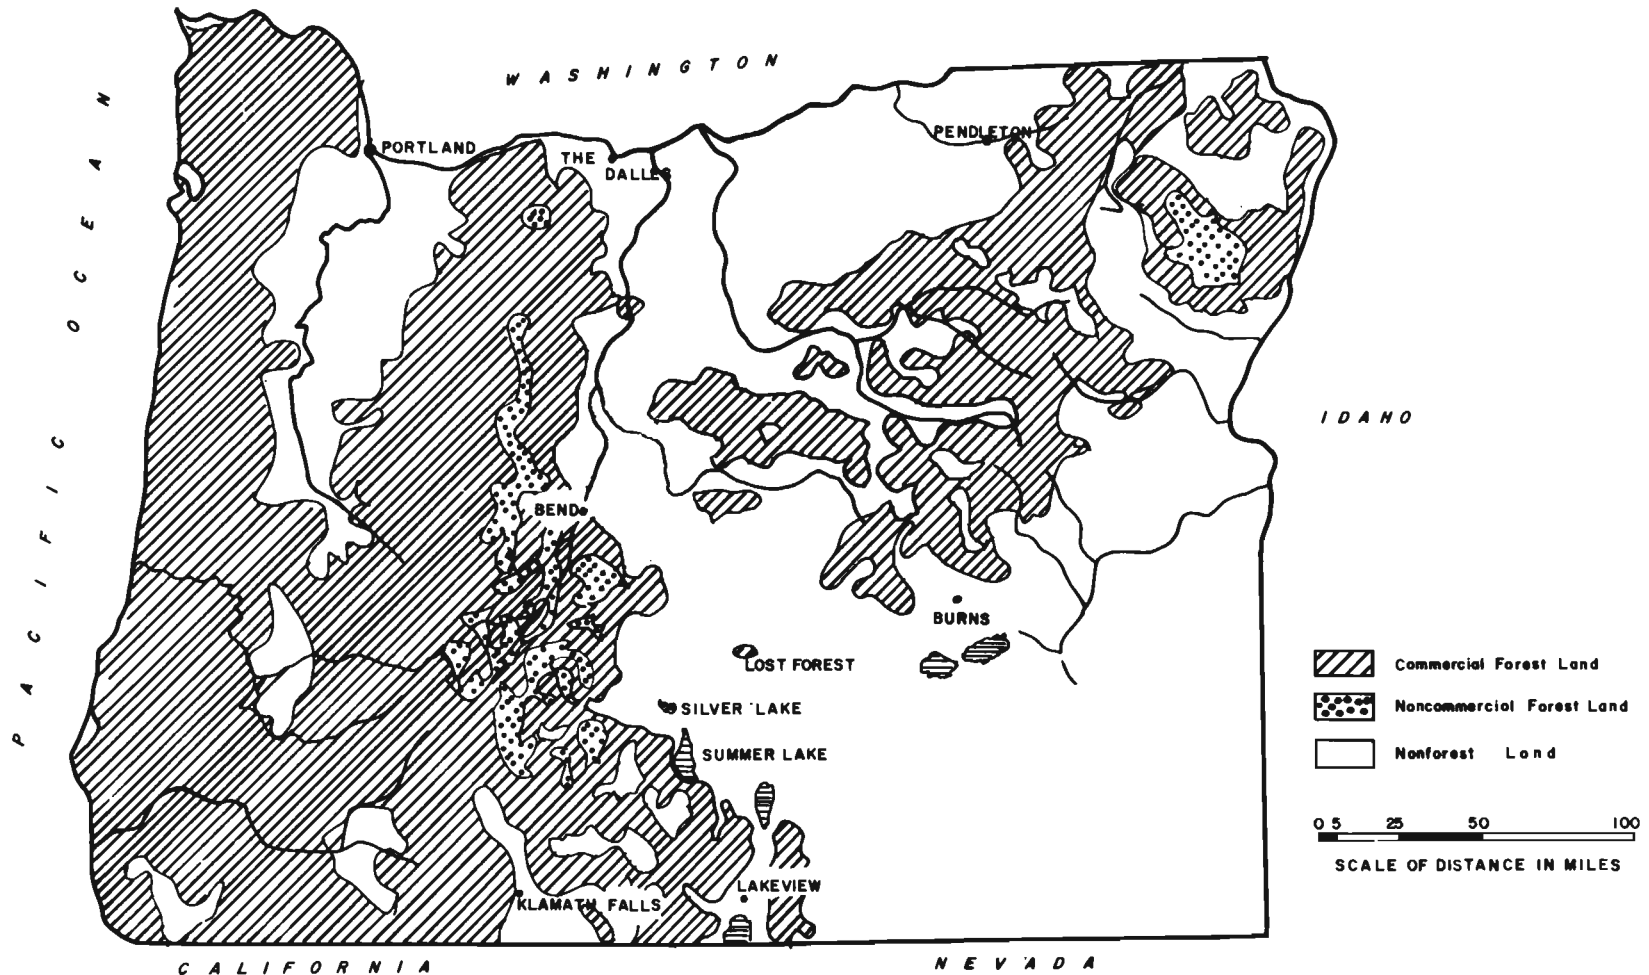 WASHINGTON
PACIFIC OCEAN
PORTLAND
THE
DALLES
PENDLETON
IDAHO
BEND
BURNS
LOST FOREST
SILVER LAKE
SUMMER LAKE
LAKEVIEW
KLAMATH FALLS
CALIFORNIA
NEVADA
Commercial Forest Land
Noncommercial Forest Land
Nonforest Land
0 5 25 50 100
SCALE OF DISTANCE IN MILES